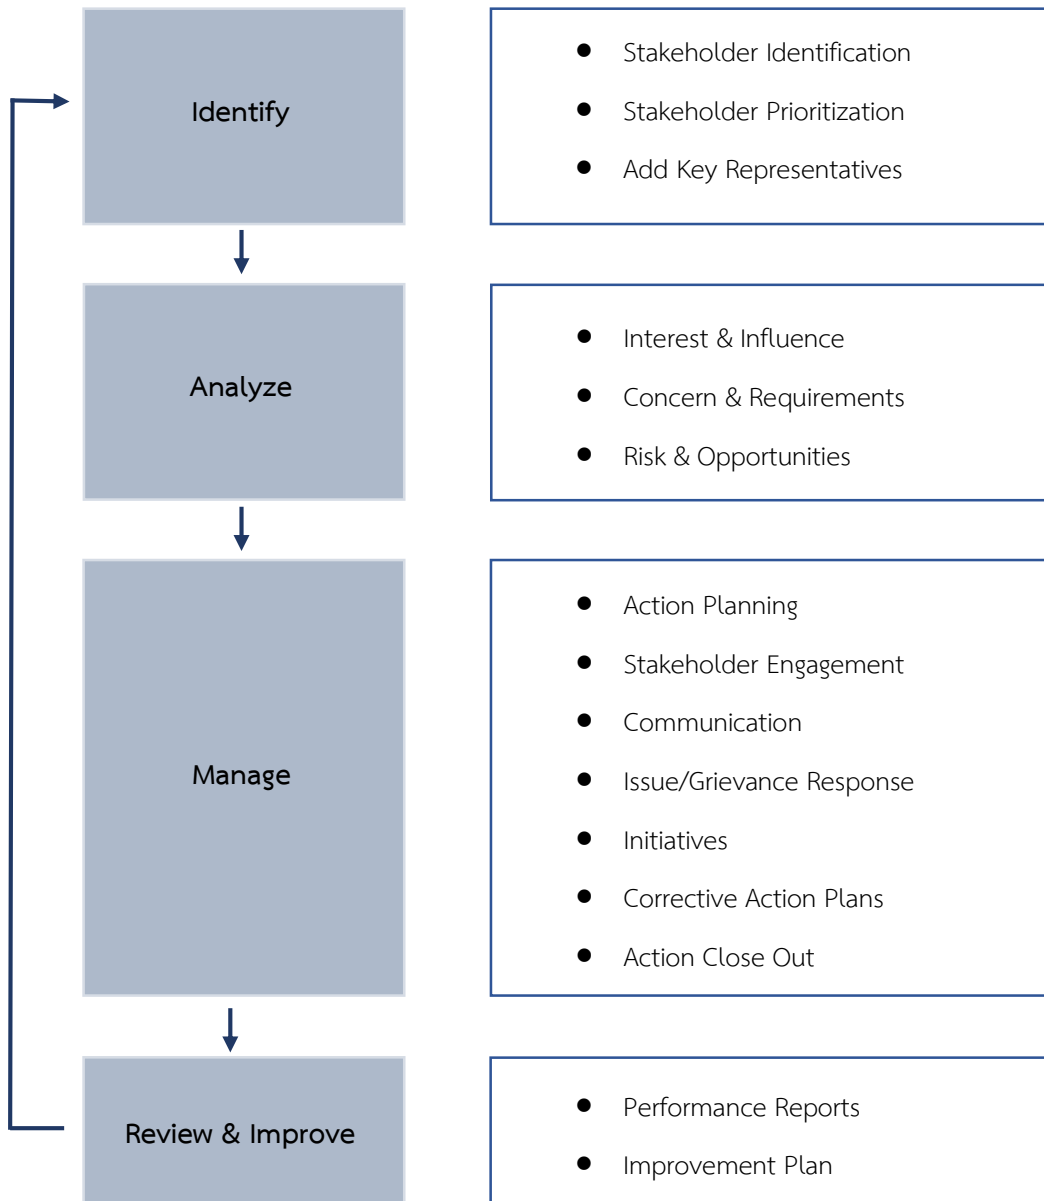 Identify
● Stakeholder Identification
● Stakeholder Prioritization
● Add Key Representatives
Analyze
● Interest & Influence
● Concern & Requirements
● Risk & Opportunities
Manage
● Action Planning
● Stakeholder Engagement
● Communication
● Issue/Grievance Response
● Initiatives
● Corrective Action Plans
● Action Close Out
Review & Improve
● Performance Reports
● Improvement Plan